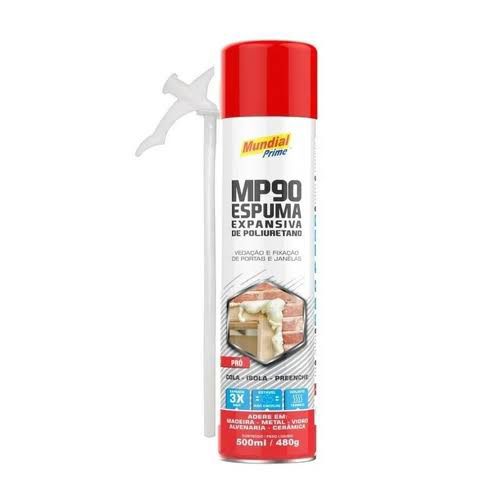 Mundial
Prime
MP90
ESPUMA
EXPANSIVA
DE POLIURETANO
VEDAÇÃO E FIXAÇÃO
DE PORTAS E JANELAS
PRÓ
COLA - ISOLA - PREENCHE
3X
ADERE EM:
MADEIRA - METAL - VIDRO
ALVENARIA - CERÂMICA
500ml / 480g